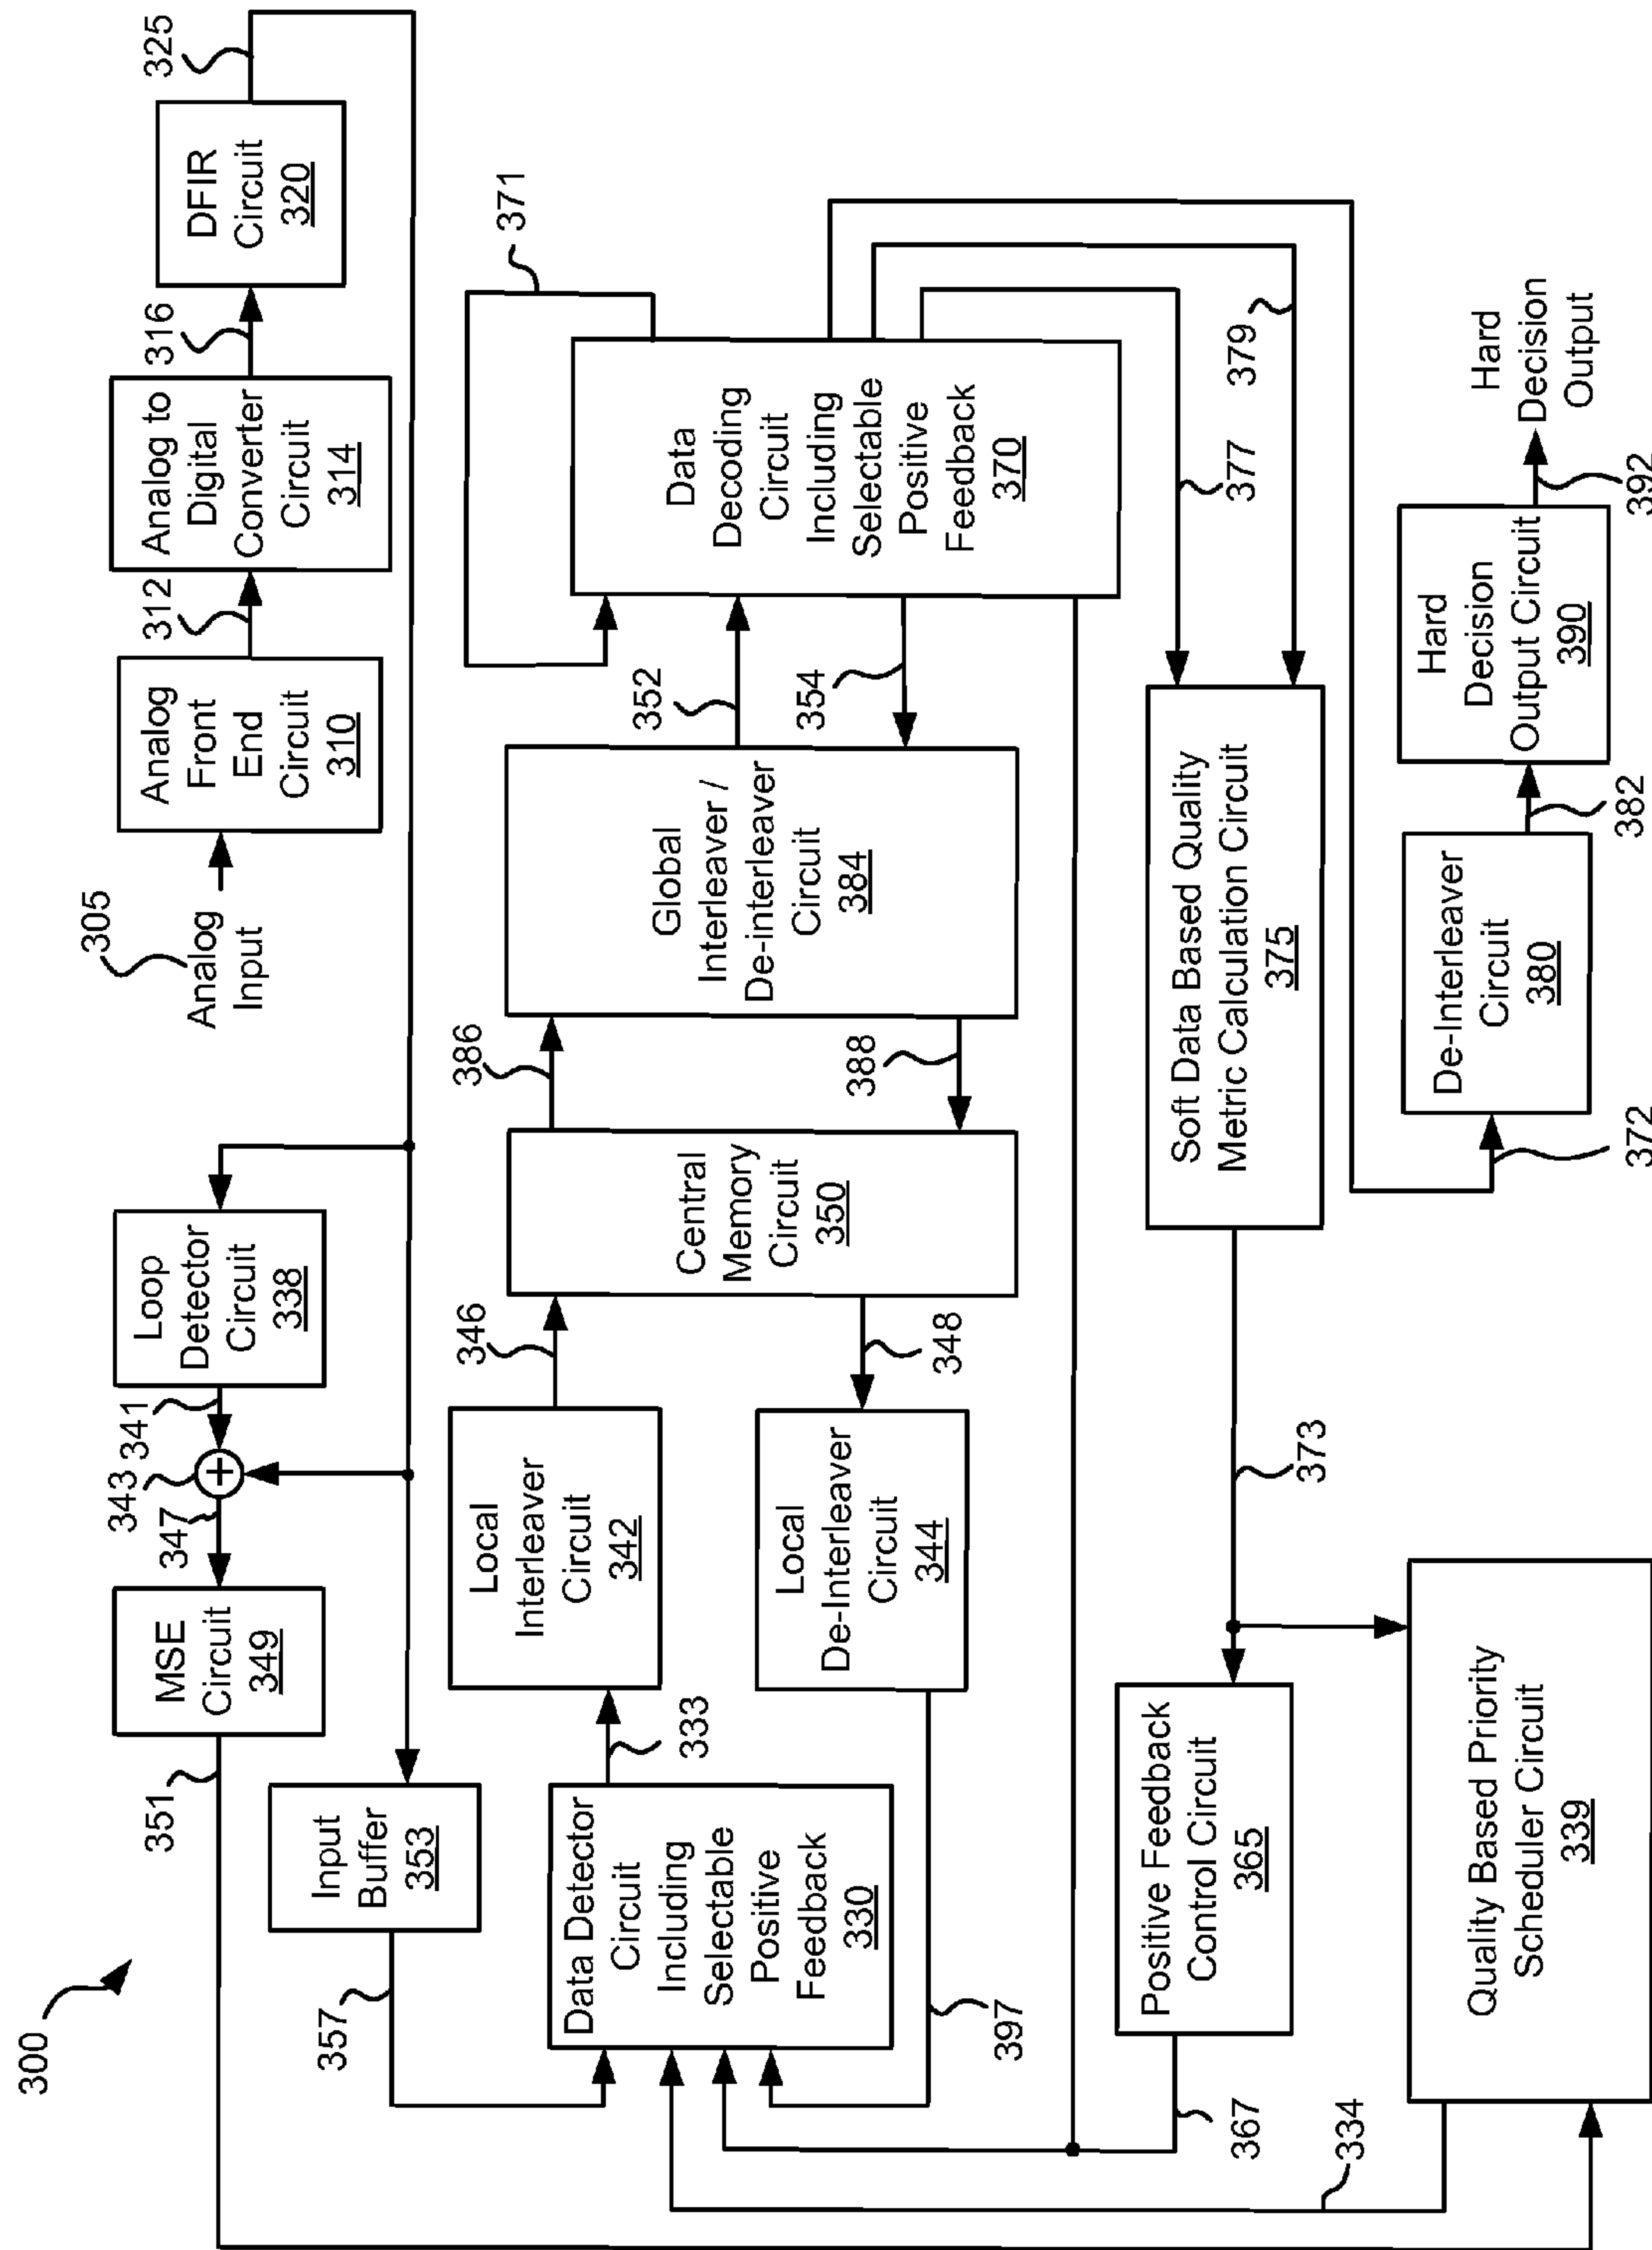 300
305
Analog
Input
Analog
Front
End
Circuit
310
312
Analog to
Digital
Converter
Circuit
314
316
DFIR
Circuit
320
325
Loop
Detector
Circuit
338
341
343
347
MSE
Circuit
349
351
Input
Buffer
353
357
Data Detector
Circuit
Including
Selectable
Positive
Feedback
330
333
Local
Interleaver
Circuit
342
346
Local
De-Interleaver
Circuit
344
348
397
Central
Memory
Circuit
350
386
388
Global
Interleaver /
De-interleaver
Circuit
384
352
354
Data
Decoding
Circuit
Including
Selectable
Positive
Feedback
370
371
377
379
Soft Data Based Quality
Metric Calculation Circuit
375
373
Positive Feedback
Control Circuit
365
367
334
Quality Based Priority
Scheduler Circuit
339
372
De-Interleaver
Circuit
380
382
Hard
Decision
Output Circuit
390
392
Hard
Decision
Output